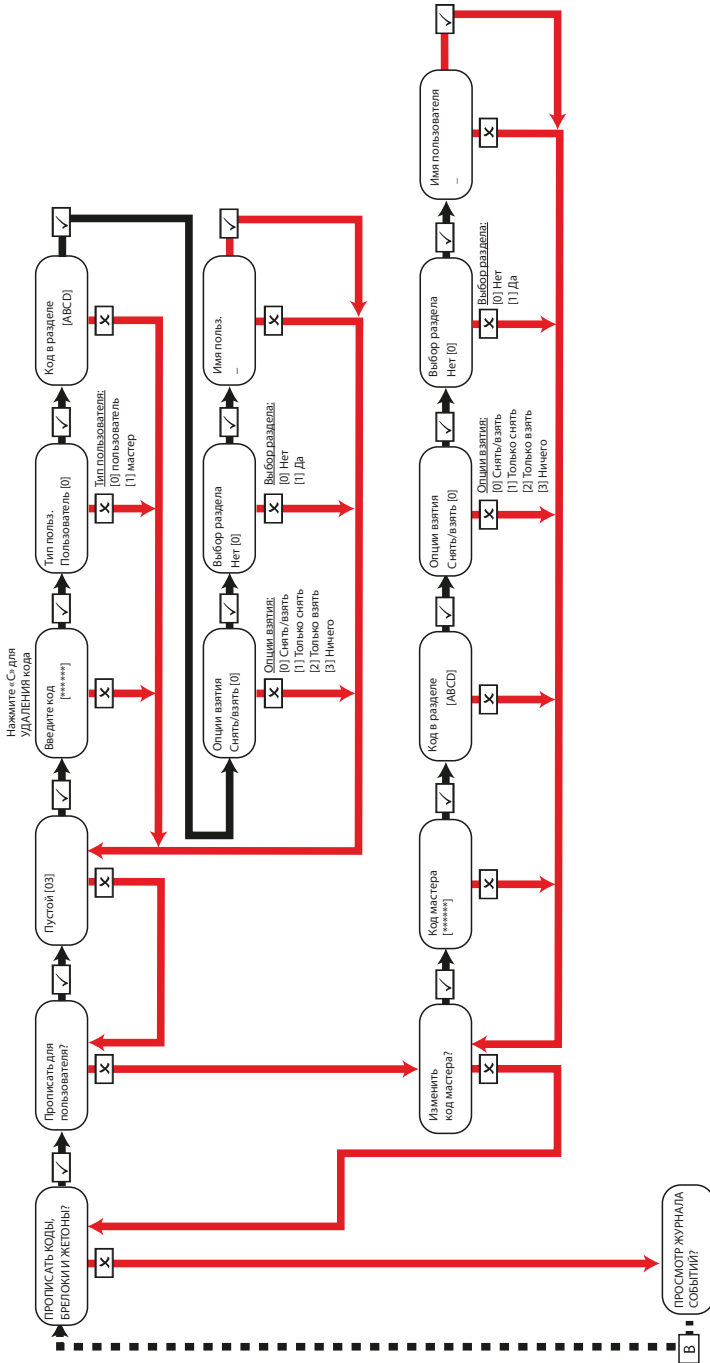 ПРОПИСАТЬ КОДЫ,
БРЕЛОКИ И ЖЕТОНЫ?
Прописать для
пользователя?
Пустой [03]
Нажмите «С» для
УДАЛЕНИЯ кода
Введите код
[******]
Тип польз.
Пользователь [0]
Тип пользователя:
[0] пользователь
[1] мастер
Код в разделе
[ABCD]
Опции взятия
Снять/взять [0]
Опции взятия:
[0] Снять/взять
[1] Только снять
[2] Только взять
[3] Ничего
Выбор раздела
Нет [0]
Выбор раздела:
[0] Нет
[1] Да
Имя польз.
_
Изменить
код мастера?
Код мастера
[******]
Код в разделе
[ABCD]
Опции взятия
Снять/взять [0]
Опции взятия:
[0] Снять/взять
[1] Только снять
[2] Только взять
[3] Ничего
Выбор раздела
Нет [0]
Выбор раздела:
[0] Нет
[1] Да
Имя пользователя
_
ПРОСМОТР ЖУРНАЛА
СОБЫТИЙ?
B